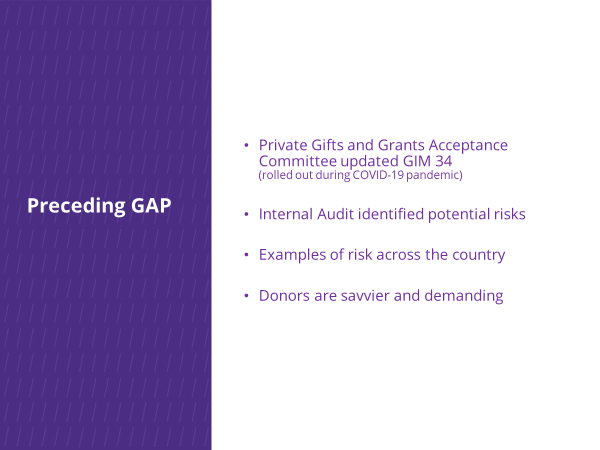 Preceding GAP
• Private Gifts and Grants Acceptance
Committee updated GIM 34
(rolled out during COVID-19 pandemic)
• Internal Audit identified potential risks
• Examples of risk across the country
• Donors are savvier and demanding